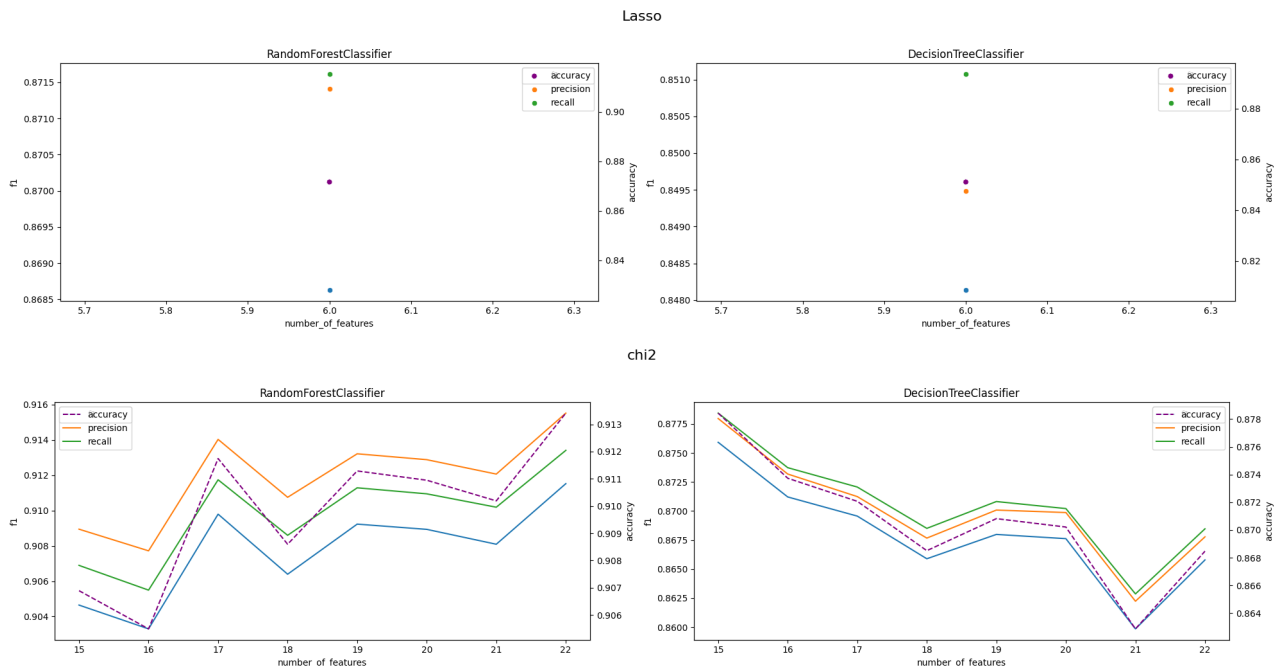 Lasso
RandomForestClassifier
0.8715
0.8710
0.8705
0.8700
0.8695
0.8690
0.8685
f1
5.7 5.8 5.9 6.0 6.1 6.2 6.3
number_of_features
0.90
0.88
0.86
0.84
accuracy
accuracy
precision
recall
DecisionTreeClassifier
0.8510
0.8505
0.8500
0.8495
0.8490
0.8485
0.8480
f1
5.7 5.8 5.9 6.0 6.1 6.2 6.3
number_of_features
0.88
0.86
0.84
0.82
accuracy
accuracy
precision
recall
chi2
RandomForestClassifier
0.916
0.914
0.912
0.910
0.908
0.906
0.904
f1
15 16 17 18 19 20 21 22
number_of_features
0.913
0.912
0.911
0.910
0.909
0.908
0.907
0.906
accuracy
accuracy
precision
recall
DecisionTreeClassifier
0.8775
0.8750
0.8725
0.8700
0.8675
0.8650
0.8625
0.8600
f1
15 16 17 18 19 20 21 22
number_of_features
0.878
0.876
0.874
0.872
0.870
0.868
0.866
0.864
accuracy
accuracy
precision
recall